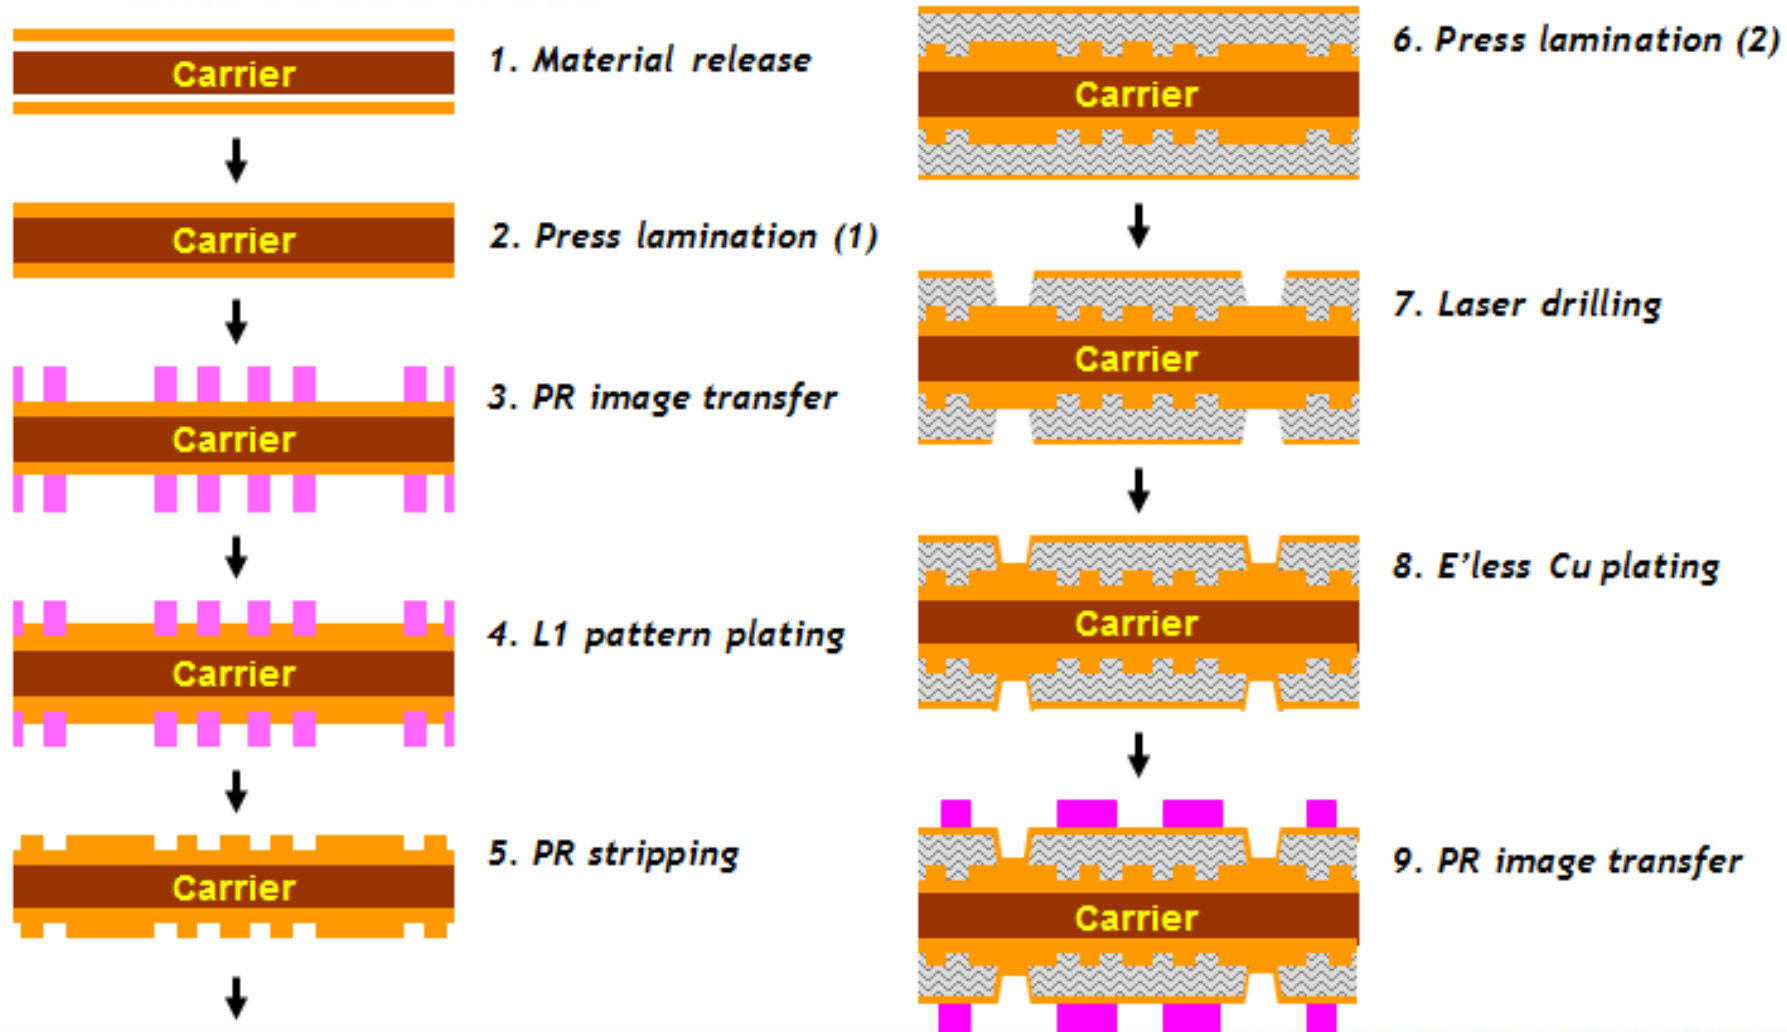 Carrier
1. Material release
Carrier
2. Press lamination (1)
Carrier
3. PR image transfer
Carrier
4. L1 pattern plating
Carrier
5. PR stripping
Carrier
6. Press lamination (2)
Carrier
7. Laser drilling
Carrier
8. E'less Cu plating
Carrier
9. PR image transfer